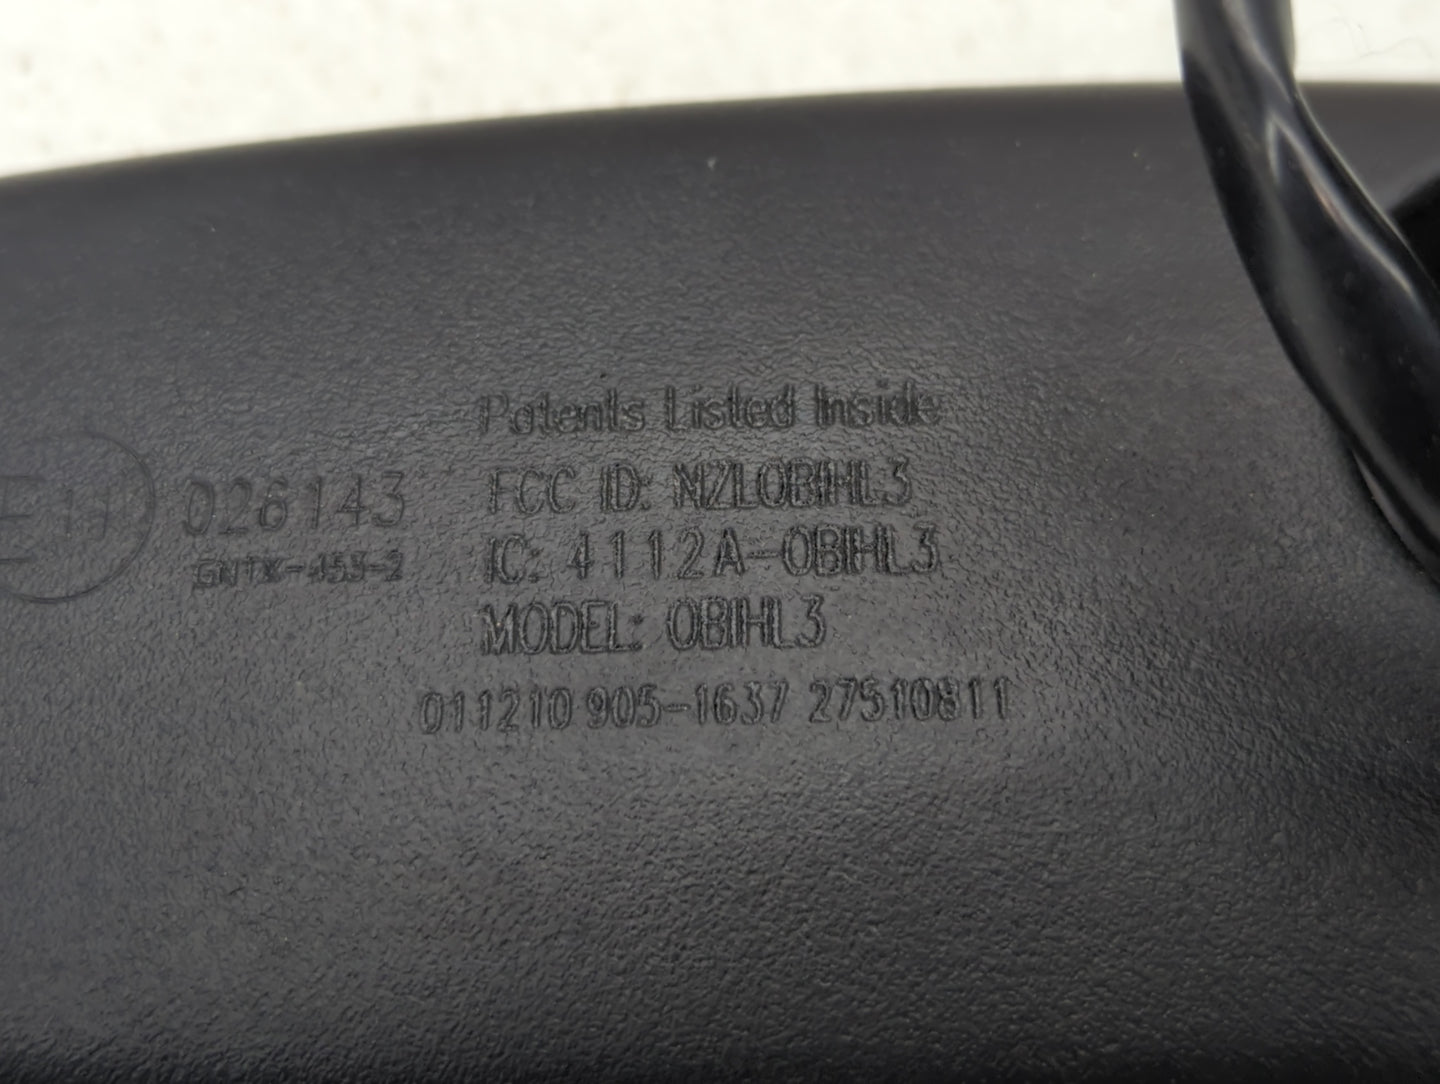 E11
026143
GNTX-453-2
Patents Listed Inside
FCC ID: NZLOBIHL3
IC: 4112A-OBIHL3
MODEL: OBIHL3
011210 905-1637 27510811